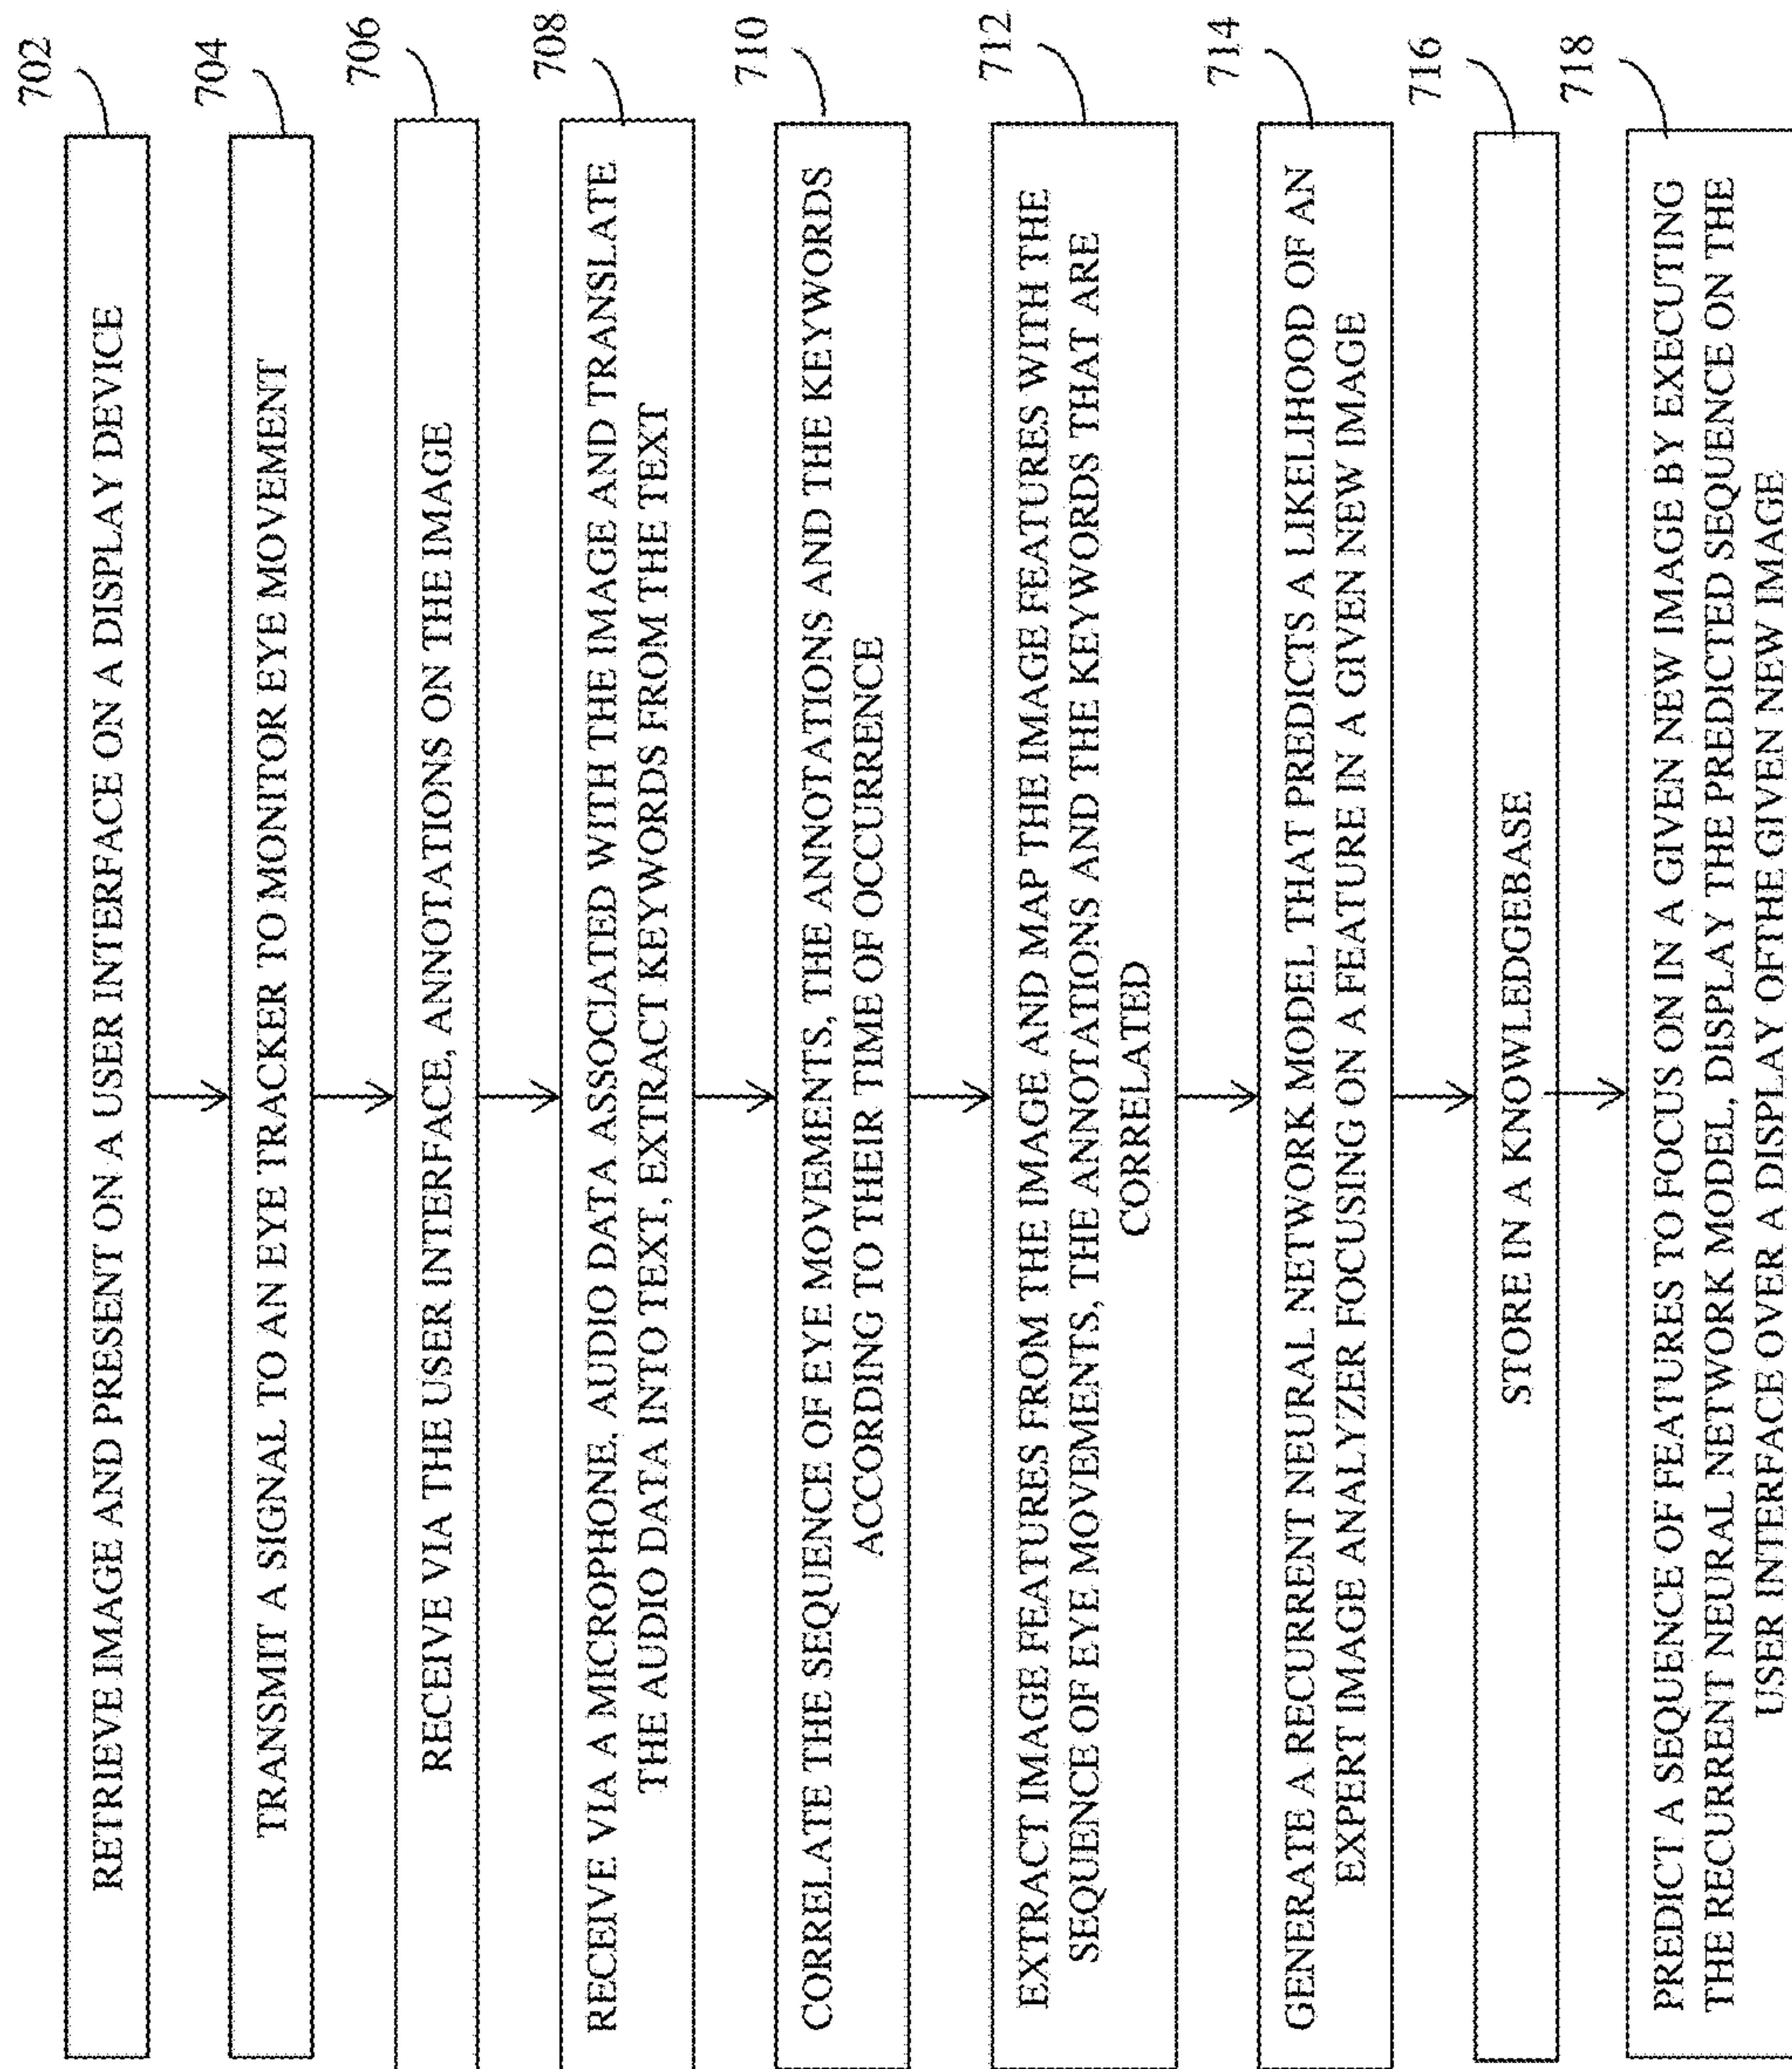 702
RETRIEVE IMAGE AND PRESENT ON A USER INTERFACE ON A DISPLAY DEVICE
704
TRANSMIT A SIGNAL TO AN EYE TRACKER TO MONITOR EYE MOVEMENT
706
RECEIVE VIA THE USER INTERFACE, ANNOTATIONS ON THE IMAGE
708
RECEIVE VIA A MICROPHONE, AUDIO DATA ASSOCIATED WITH THE IMAGE AND TRANSLATE
THE AUDIO DATA INTO TEXT, EXTRACT KEYWORDS FROM THE TEXT
710
CORRELATE THE SEQUENCE OF EYE MOVEMENTS, THE ANNOTATIONS AND THE KEYWORDS
ACCORDING TO THEIR TIME OF OCCURRENCE
712
EXTRACT IMAGE FEATURES FROM THE IMAGE AND MAP THE IMAGE FEATURES WITH THE
SEQUENCE OF EYE MOVEMENTS, THE ANNOTATIONS AND THE KEYWORDS THAT ARE
CORRELATED
714
GENERATE A RECURRENT NEURAL NETWORK MODEL THAT PREDICTS A LIKELIHOOD OF AN
EXPERT IMAGE ANALYZER FOCUSING ON A FEATURE IN A GIVEN NEW IMAGE
716
STORE IN A KNOWLEDGEBASE
718
PREDICT A SEQUENCE OF FEATURES TO FOCUS ON IN A GIVEN NEW IMAGE BY EXECUTING
THE RECURRENT NEURAL NETWORK MODEL, DISPLAY THE PREDICTED SEQUENCE ON THE
USER INTERFACE OVER A DISPLAY OFTHE GIVEN NEW IMAGE